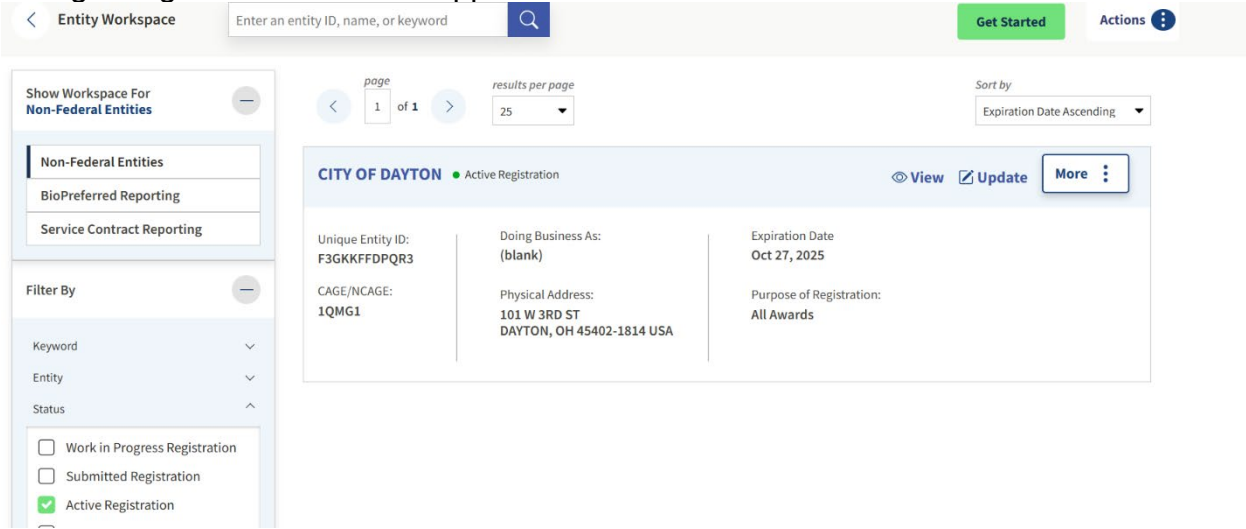 Entity Workspace
Enter an entity ID, name, or keyword
Get Started
Actions
Show Workspace For
Non-Federal Entities
Non-Federal Entities
BioPreferred Reporting
Service Contract Reporting
Filter By
Keyword
Entity
Status
Work in Progress Registration
Submitted Registration
Active Registration
page
1 of 1
results per page
25
Sort by
Expiration Date Ascending
CITY OF DAYTON
Active Registration
View
Update
More
Unique Entity ID:
F3GKKFFDPQR3
CAGE/NCAGE:
1QMG1
Doing Business As:
(blank)
Physical Address:
101 W 3RD ST
DAYTON, OH 45402-1814 USA
Expiration Date
Oct 27, 2025
Purpose of Registration:
All Awards